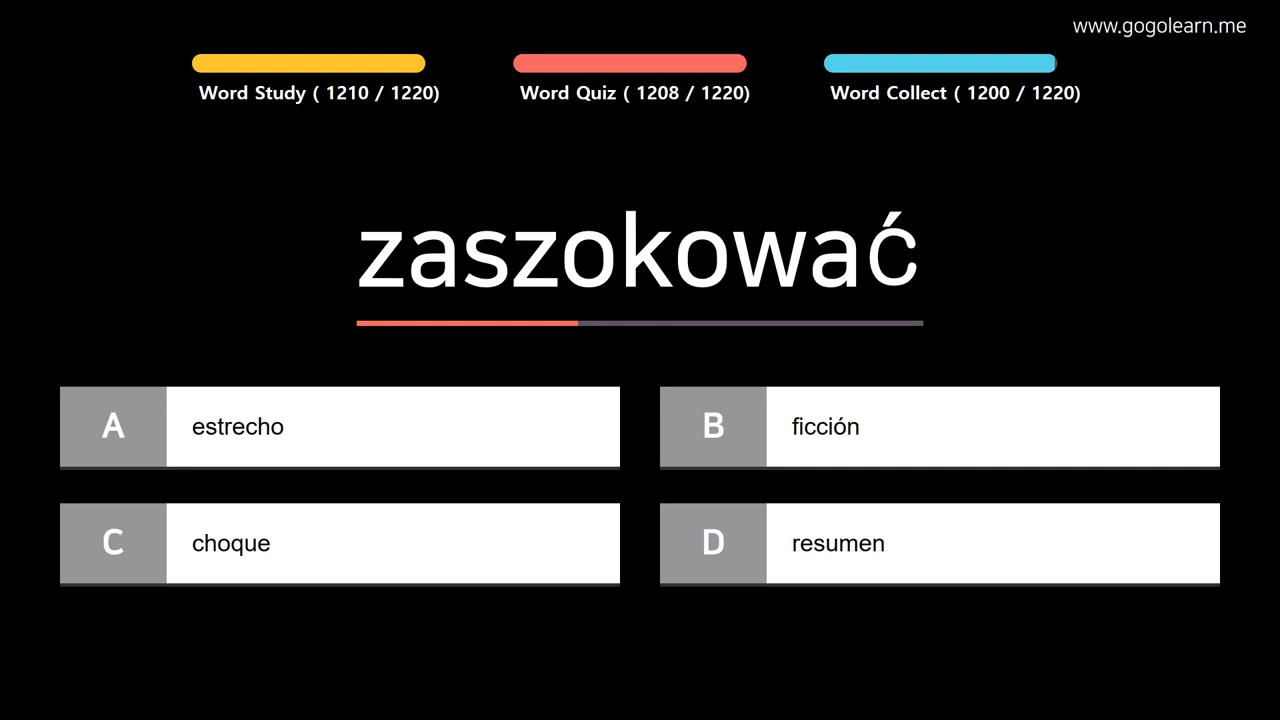 www.gogolearn.me
Word Study ( 1210 / 1220)
Word Quiz ( 1208 / 1220)
Word Collect ( 1200 / 1220)
zaszokować
A estrecho
B ficción
C choque
D resumen